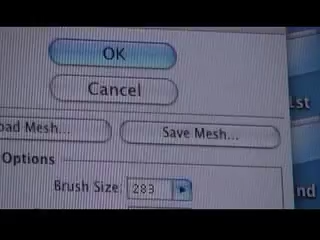 OK
Cancel
1st
oad Mesh... Save Mesh...
Options
Brush Size: 283
nd